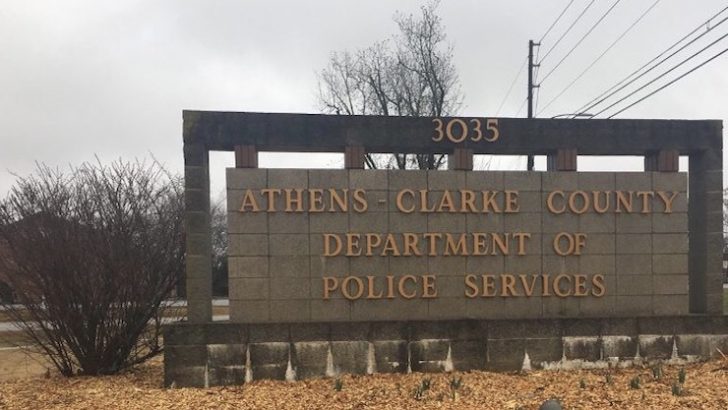 3035
ATHENS - CLARKE COUNTY
DEPARTMENT OF
POLICE SERVICES